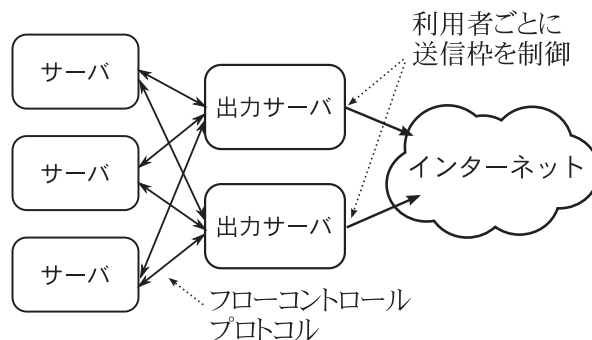 利用者ごとに
送信枠を制御
サーバ
出力サーバ
インターネット
サーバ
出力サーバ
サーバ
フローコントロール
プロトコル